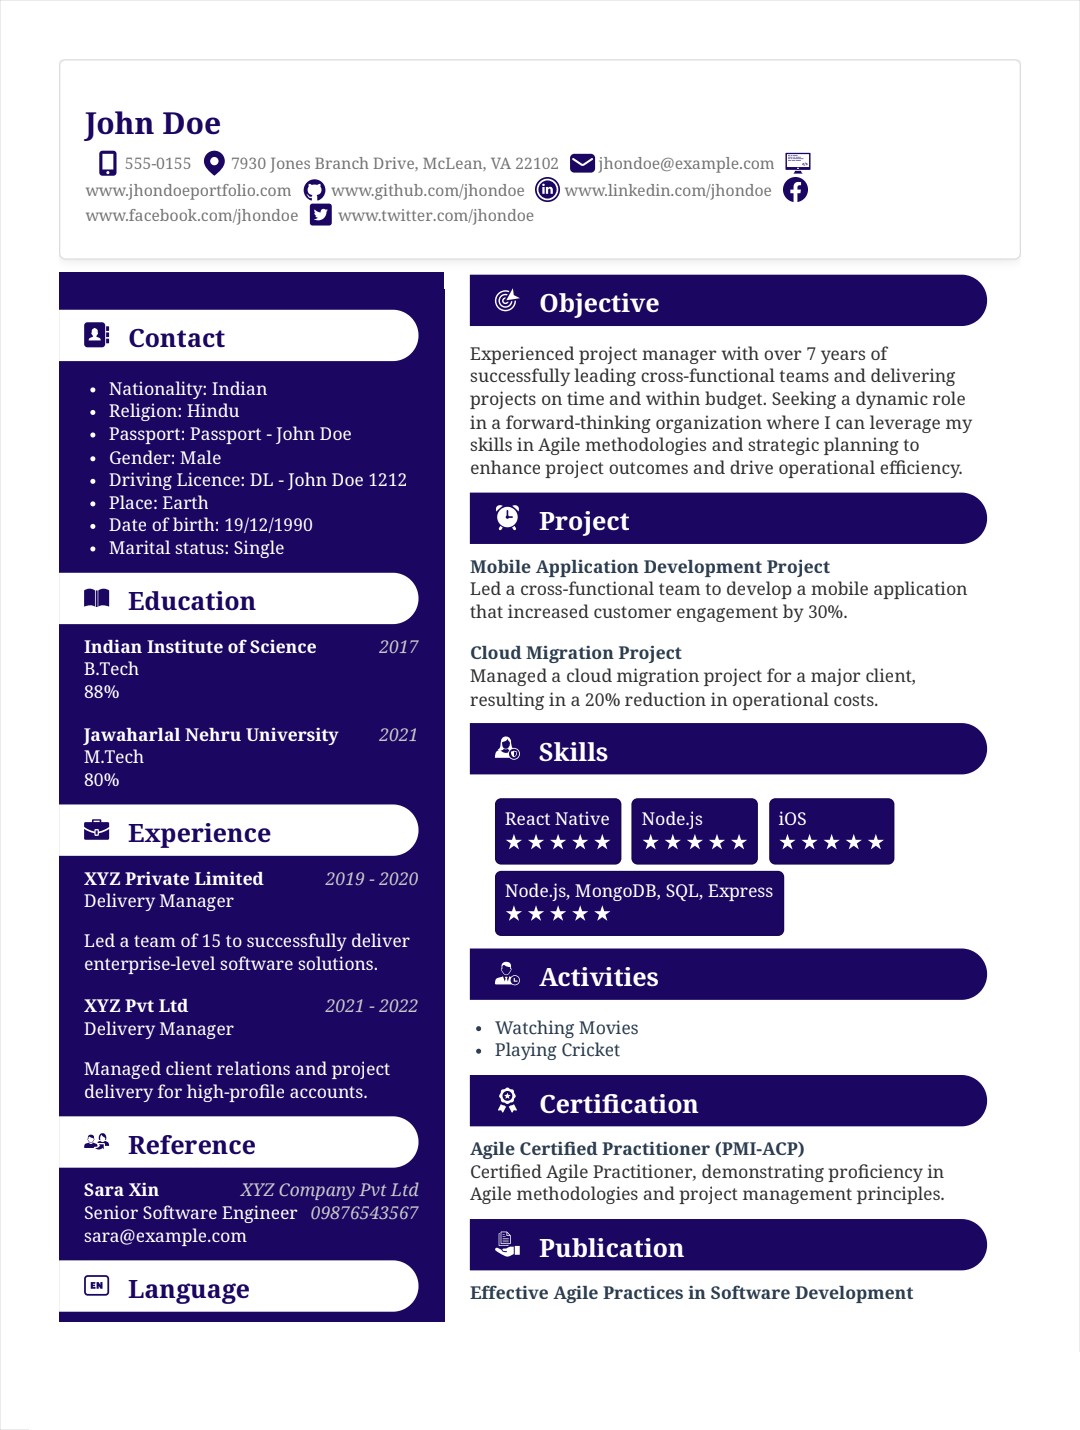 John Doe
555-0155 7930 Jones Branch Drive, McLean, VA 22102 jhondoe@example.com
www.jhondoeportfolio.com www.github.com/jhondoe www.linkedin.com/jhondoe
www.facebook.com/jhondoe www.twitter.com/jhondoe
Contact
• Nationality: Indian
• Religion: Hindu
• Passport: Passport - John Doe
• Gender: Male
• Driving Licence: DL - John Doe 1212
• Place: Earth
• Date of birth: 19/12/1990
• Marital status: Single
Education
Indian Institute of Science 2017
B.Tech
88%
Jawaharlal Nehru University 2021
M.Tech
80%
Experience
XYZ Private Limited 2019 - 2020
Delivery Manager
Led a team of 15 to successfully deliver
enterprise-level software solutions.
XYZ Pvt Ltd 2021 - 2022
Delivery Manager
Managed client relations and project
delivery for high-profile accounts.
Reference
Sara Xin XYZ Company Pvt Ltd
Senior Software Engineer 09876543567
sara@example.com
EN Language
Objective
Experienced project manager with over 7 years of
successfully leading cross-functional teams and delivering
projects on time and within budget. Seeking a dynamic role
in a forward-thinking organization where I can leverage my
skills in Agile methodologies and strategic planning to
enhance project outcomes and drive operational efficiency.
Project
Mobile Application Development Project
Led a cross-functional team to develop a mobile application
that increased customer engagement by 30%.
Cloud Migration Project
Managed a cloud migration project for a major client,
resulting in a 20% reduction in operational costs.
Skills
React Native Node.js iOS
★★★★★ ★★★★★ ★★★★★
Node.js, MongoDB, SQL, Express
★★★★★
Activities
• Watching Movies
• Playing Cricket
Certification
Agile Certified Practitioner (PMI-ACP)
Certified Agile Practitioner, demonstrating proficiency in
Agile methodologies and project management principles.
Publication
Effective Agile Practices in Software Development